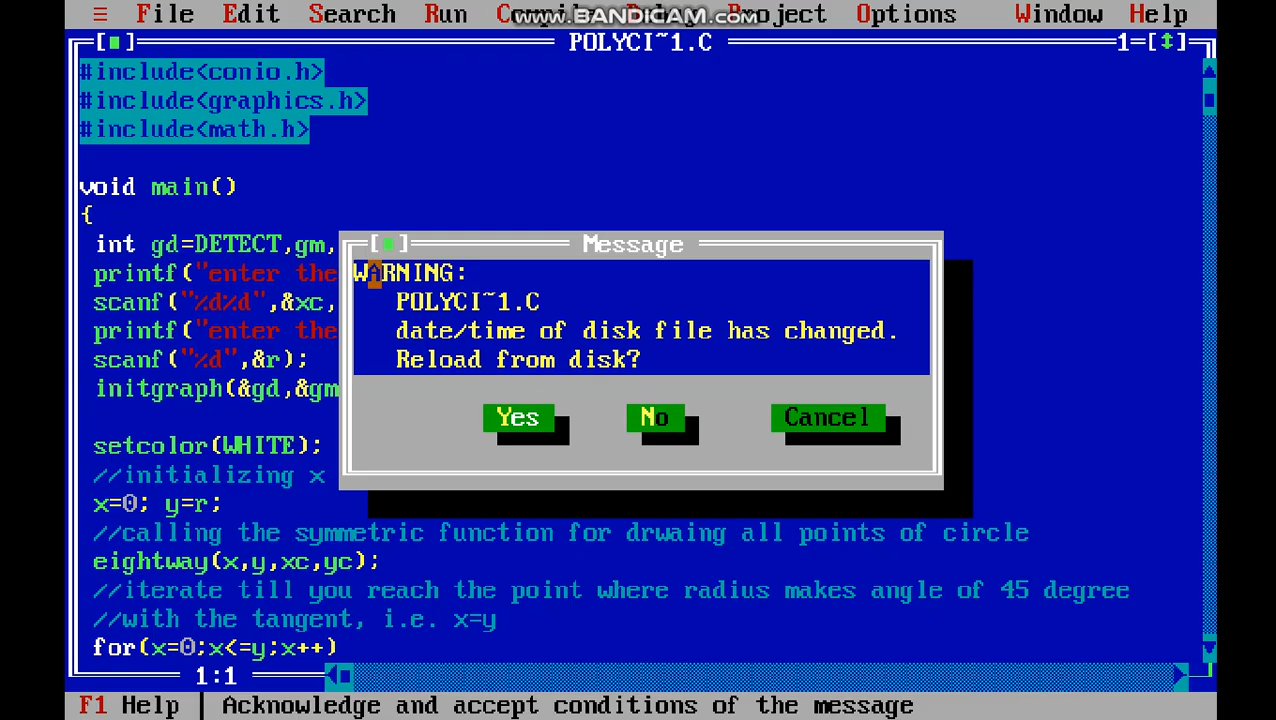 ≡ File Edit Search Run Compile Debug Project Options Window Help
www.BANDICAM.com
[■] POLYCI~1.C 1=[↕]
#include<conio.h>
#include<graphics.h>
#include<math.h>
void main()
{
int gd=DETECT,gm,
printf("enter the
scanf("%d%d",&xc,
printf("enter the
scanf("%d",&r);
initgraph(&gd,&gm
[■] Message
WARNING:
POLYCI~1.C
date/time of disk file has changed.
Reload from disk?
Yes No Cancel
setcolor(WHITE);
//initializing x
x=0; y=r;
//calling the symmetric function for drwaing all points of circle
eightway(x,y,xc,yc);
//iterate till you reach the point where radius makes angle of 45 degree
//with the tangent, i.e. x=y
for(x=0;x<=y;x++)
1:1
F1 Help │ Acknowledge and accept conditions of the message